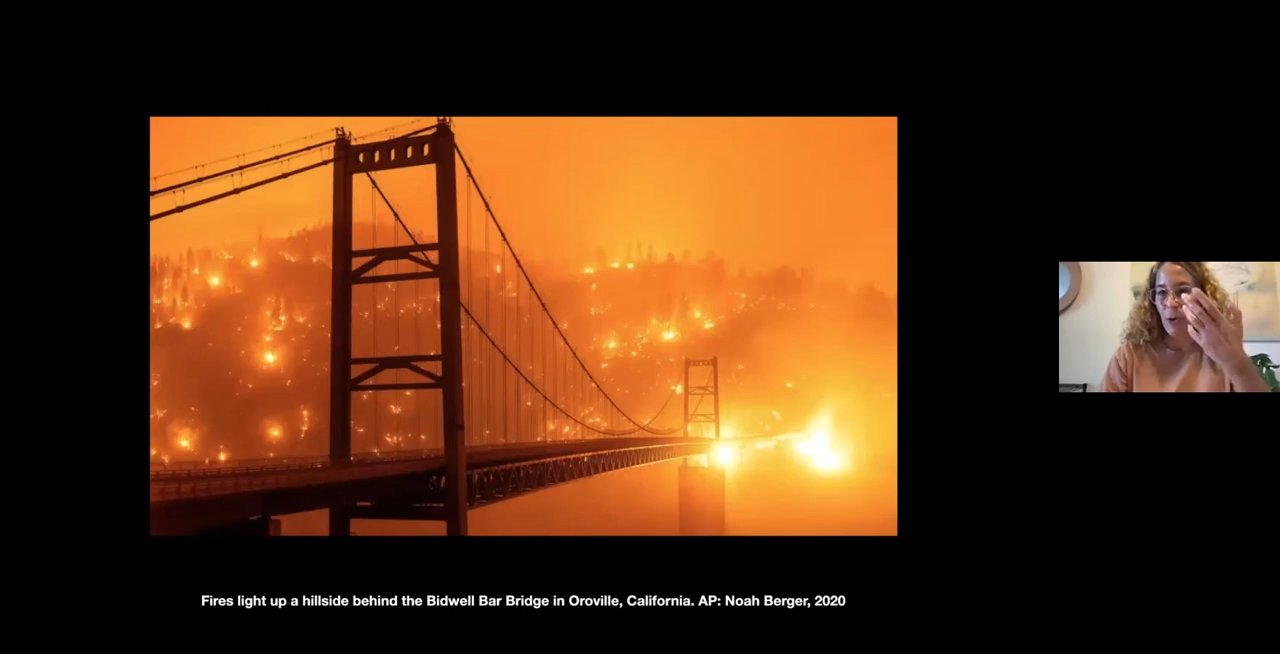 Fires light up a hillside behind the Bidwell Bar Bridge in Oroville, California. AP: Noah Berger, 2020